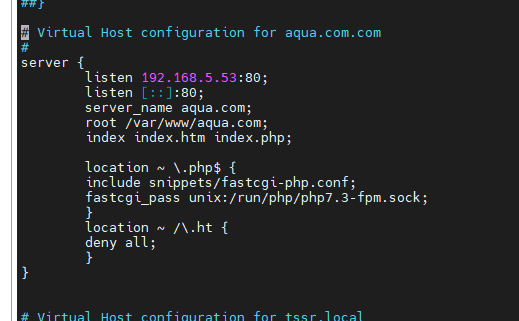 ##}
# Virtual Host configuration for aqua.com.com
#
server {
listen 192.168.5.53:80;
listen [::]:80;
server_name aqua.com;
root /var/www/aqua.com;
index index.htm index.php;
location ~ \.php$ {
include snippets/fastcgi-php.conf;
fastcgi_pass unix:/run/php/php7.3-fpm.sock;
}
location ~ /\.ht {
deny all;
}
}
# Virtual Host configuration for tssr.local